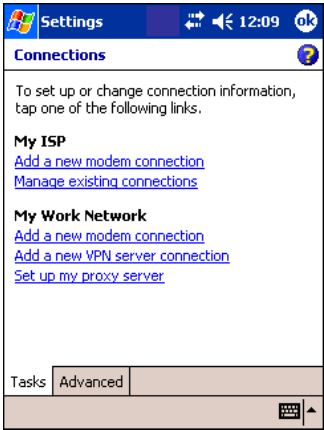 Settings 12:09 ok
Connections ?
To set up or change connection information,
tap one of the following links.
My ISP
Add a new modem connection
Manage existing connections
My Work Network
Add a new modem connection
Add a new VPN server connection
Set up my proxy server
Tasks Advanced